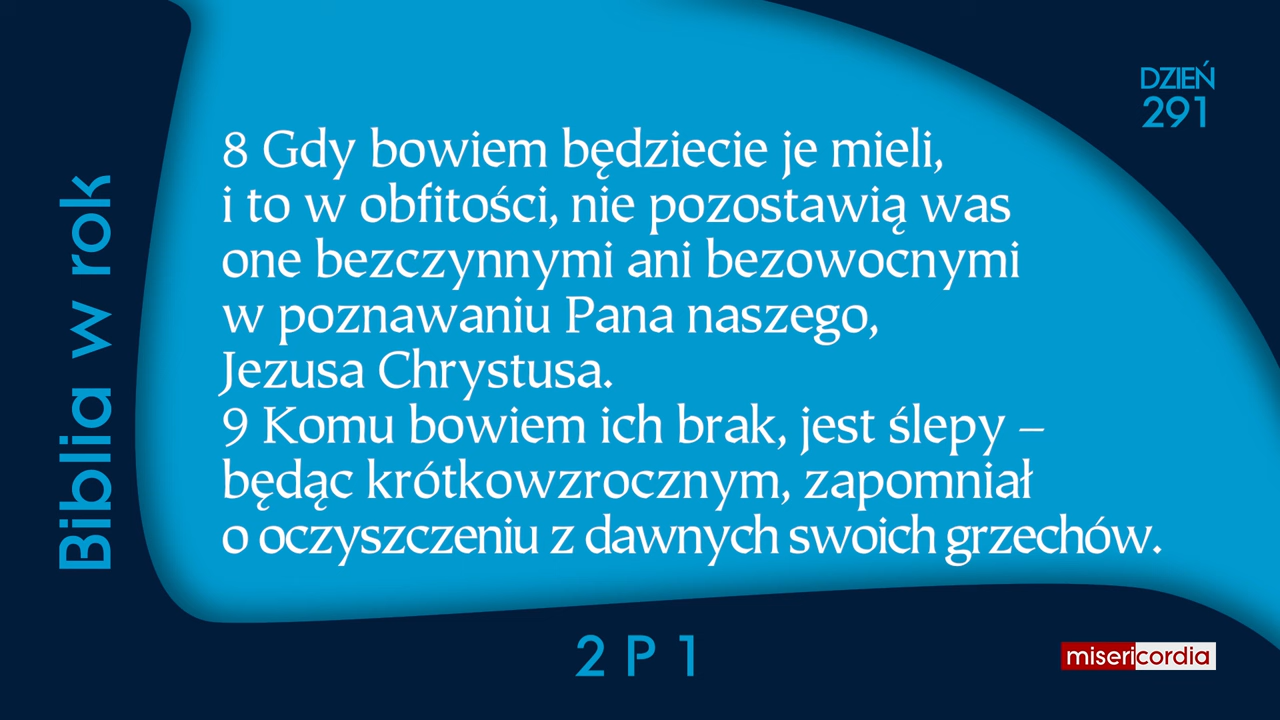 DZIEŃ
291
Biblia w rok
8 Gdy bowiem będziecie je mieli,
i to w obfitości, nie pozostawią was
one bezczynnymi ani bezowocnymi
w poznawaniu Pana naszego,
Jezusa Chrystusa.
9 Komu bowiem ich brak, jest ślepy –
będąc krótkowzrocznym, zapomniał
o oczyszczeniu z dawnych swoich grzechów.
2 P 1
misericordia